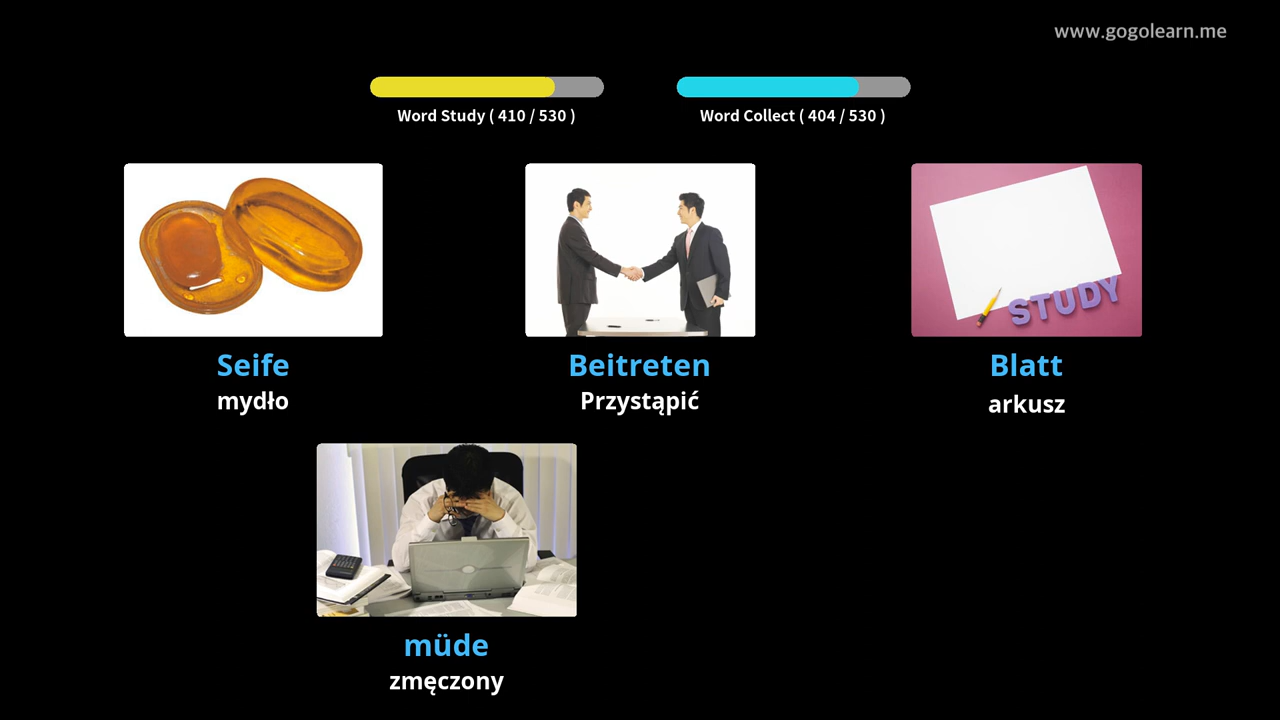 www.gogolearn.me
Word Study ( 410 / 530 )
Word Collect ( 404 / 530 )
STUDY
Seife
mydło
Beitreten
Przystąpić
Blatt
arkusz
müde
zmęczony